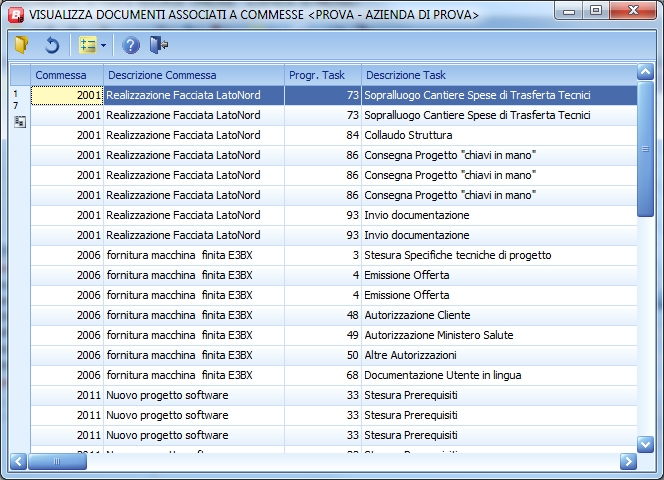 VISUALIZZA DOCUMENTI ASSOCIATI A COMMESSE <PROVA - AZIENDA DI PROVA>
Commessa Descrizione Commessa Progr. Task Descrizione Task
1 2001 Realizzazione Facciata LatoNord 73 Sopralluogo Cantiere Spese di Trasferta Tecnici
7 2001 Realizzazione Facciata LatoNord 73 Sopralluogo Cantiere Spese di Trasferta Tecnici
2001 Realizzazione Facciata LatoNord 84 Collaudo Struttura
2001 Realizzazione Facciata LatoNord 86 Consegna Progetto "chiavi in mano"
2001 Realizzazione Facciata LatoNord 86 Consegna Progetto "chiavi in mano"
2001 Realizzazione Facciata LatoNord 86 Consegna Progetto "chiavi in mano"
2001 Realizzazione Facciata LatoNord 93 Invio documentazione
2001 Realizzazione Facciata LatoNord 93 Invio documentazione
2006 fornitura macchina finita E3BX 3 Stesura Specifiche tecniche di progetto
2006 fornitura macchina finita E3BX 4 Emissione Offerta
2006 fornitura macchina finita E3BX 4 Emissione Offerta
2006 fornitura macchina finita E3BX 48 Autorizzazione Cliente
2006 fornitura macchina finita E3BX 49 Autorizzazione Ministero Salute
2006 fornitura macchina finita E3BX 50 Altre Autorizzazioni
2006 fornitura macchina finita E3BX 68 Documentazione Utente in lingua
2011 Nuovo progetto software 33 Stesura Prerequisiti
2011 Nuovo progetto software 33 Stesura Prerequisiti
2011 Nuovo progetto software 33 Stesura Prerequisiti